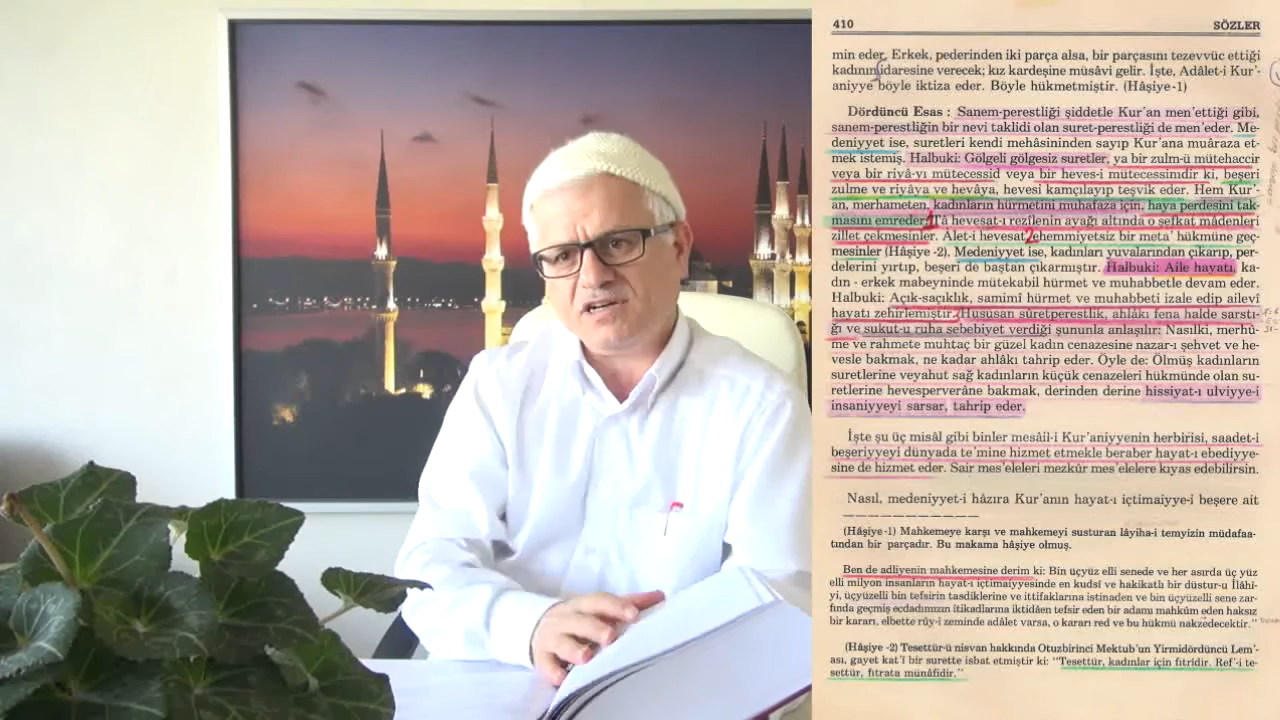 410 SÖZLER
min eder. Erkek, pederinden iki parça alsa, bir parçasını tezevvüc ettiği
kadının idaresine verecek; kız kardeşine müsâvi gelir. İşte, Adâlet-i Kur'-
aniyye böyle iktiza eder. Böyle hükmetmiştir. (Hâşiye-1)
Dördüncü Esas : Sanem-perestliği şiddetle Kur'an men'ettiği gibi,
sanem-perestliğin bir nevi taklidi olan suret-perestliği de men'eder. Me-
deniyyet ise, suretleri kendi mehâsininden sayıp Kur'ana muâraza et-
mek istemiş. Halbuki: Gölgeli gölgesiz suretler, ya bir zulm-ü mütehaccir
veya bir riyâ-yı mütecessid veya bir heves-i mütecessimdir ki, beşeri
zulme ve riyâya ve hevâya, hevesi kamçılayıp teşvik eder. Hem Kur'-
an, merhameten, kadınların hürmetini muhafaza için, haya perdesini tak-
masını emreder. 1 Tâ hevesat-ı rezîlenin ayağı altında o şefkat mâdenleri
zillet çekmesinler. Âlet-i hevesat 2 ehemmiyetsiz bir meta' hükmüne geç-
mesinler (Hâşiye -2). Medeniyyet ise, kadınları yuvalarından çıkarıp, per-
delerini yırtıp, beşeri de baştan çıkarmıştır. Halbuki: Aile hayatı, ka-
dın - erkek mabeyninde mütekabil hürmet ve muhabbetle devam eder.
Halbuki: Açık-saçıklık, samimî hürmet ve muhabbeti izale edip ailevî
hayatı zehirlemiştir. 3 Hususan sûretperestlik, ahlâkı fena halde sarstı-
ğı ve sukut-u ruha sebebiyet verdiği şununla anlaşılır: Nasılki, merhû-
me ve rahmete muhtaç bir güzel kadın cenazesine nazar-ı şehvet ve he-
vesle bakmak, ne kadar ahlâkı tahrip eder. Öyle de: Ölmüş kadınların
suretlerine veyahut sağ kadınların küçük cenazeleri hükmünde olan su-
retlerine hevesperverâne bakmak, derinden derine hissiyat-ı ulviyye-i
insaniyyeyi sarsar, tahrip eder.
İşte şu üç misâl gibi binler mesâil-i Kur'aniyyenin herbirisi, saadet-i
beşeriyyeyi dünyada te'mine hizmet etmekle beraber hayat-ı ebediyye-
sine de hizmet eder. Sair mes'eleleri mezkûr mes'elelere kıyas edebilirsin.
Nasıl, medeniyyet-i hâzıra Kur'anın hayat-ı içtimaiyye-i beşere ait
(Hâşiye-1) Mahkemeye karşı ve mahkemeyi susturan lâyiha-i temyizin müdafaa-
tından bir parçadır. Bu makama hâşiye olmuş.
Ben de adliyenin mahkemesine derim ki: Bin üçyüz elli senede ve her asırda üç yüz
elli milyon insanların hayat-ı içtimaiyyesinde en kudsî ve hakikatlı bir düstur-u İlâhî-
yi, üçyüzelli bin tefsirin tasdiklerine ve ittifaklarına istinaden ve bin üçyüzelli sene zar-
fında geçmiş ecdadımızın itikadlarına iktidâen tefsir eden bir adamı mahkûm eden haksız
bir kararı, elbette rûy-i zeminde adâlet varsa, o kararı red ve bu hükmü nakzedecektir."
(Hâşiye -2) Tesettür-ü nisvan hakkında Otuzbirinci Mektub'un Yirmidördüncü Lem'-
ası, gayet kat'î bir surette isbat etmiştir ki: "Tesettür, kadınlar için fıtrîdir. Ref'-i te-
settür, fıtrata münafidir."